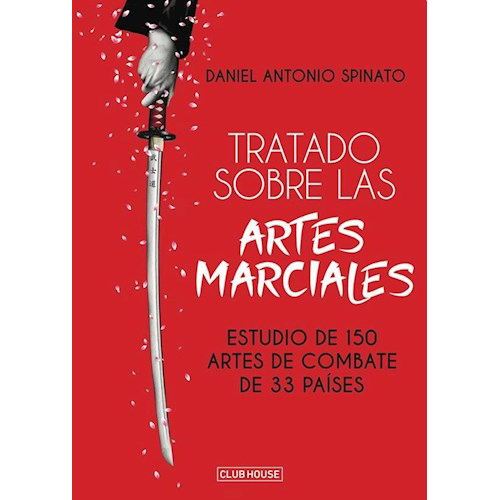 DANIEL ANTONIO SPINATO
TRATADO
SOBRE LAS
ARTES
MARCIALES
ESTUDIO DE 150
ARTES DE COMBATE
DE 33 PAÍSES
CLUB HOUSE